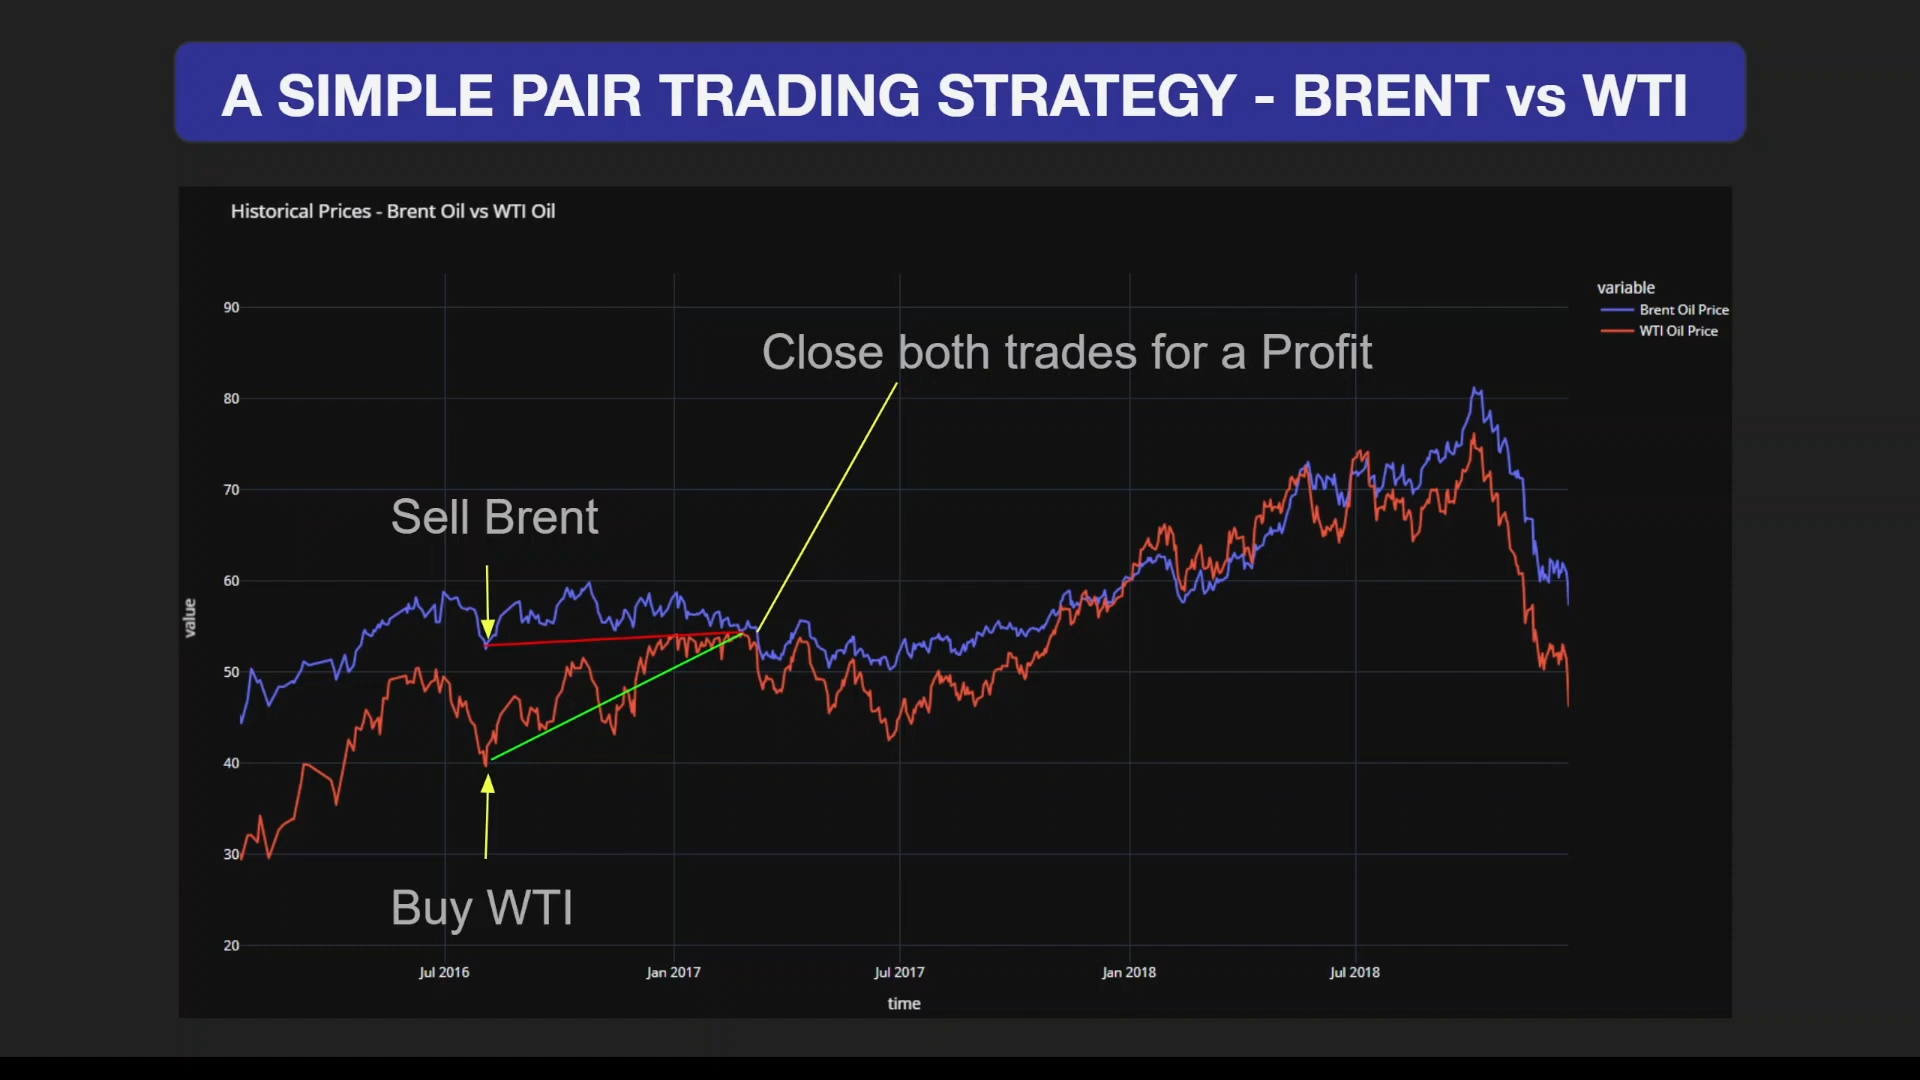 A SIMPLE PAIR TRADING STRATEGY - BRENT vs WTI
Historical Prices - Brent Oil vs WTI Oil
variable
Brent Oil Price
WTI Oil Price
90
80
70
60
50
40
30
20
value
Close both trades for a Profit
Sell Brent
Buy WTI
Jul 2016
Jan 2017
Jul 2017
Jan 2018
Jul 2018
time